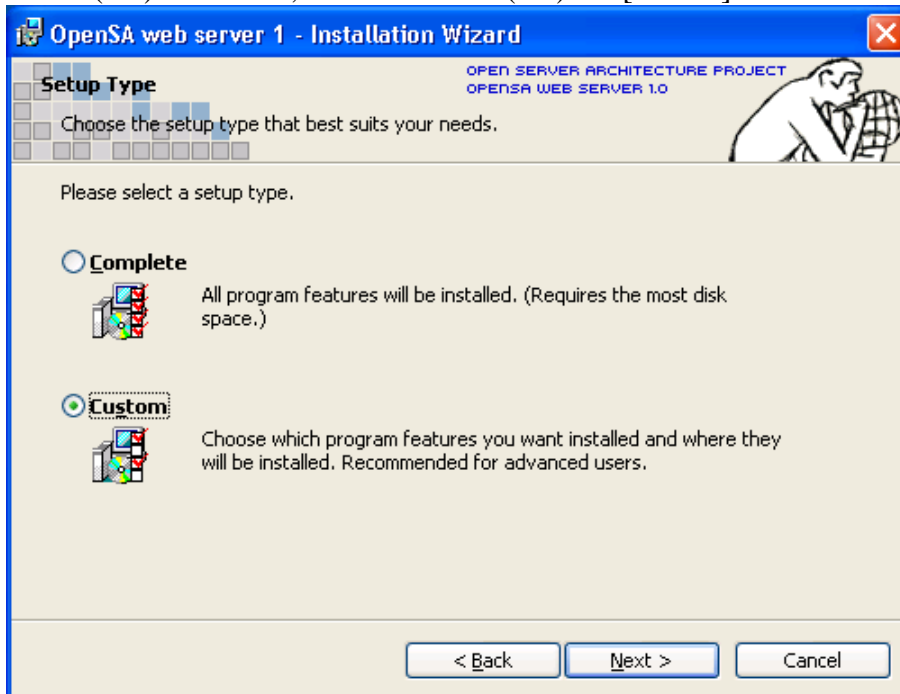 OpenSA web server 1 - Installation Wizard
Setup Type
OPEN SERVER ARCHITECTURE PROJECT
OPENSA WEB SERVER 1.0
Choose the setup type that best suits your needs.
Please select a setup type.
Complete
All program features will be installed. (Requires the most disk
space.)
Custom
Choose which program features you want installed and where they
will be installed. Recommended for advanced users.
< Back
Next >
Cancel